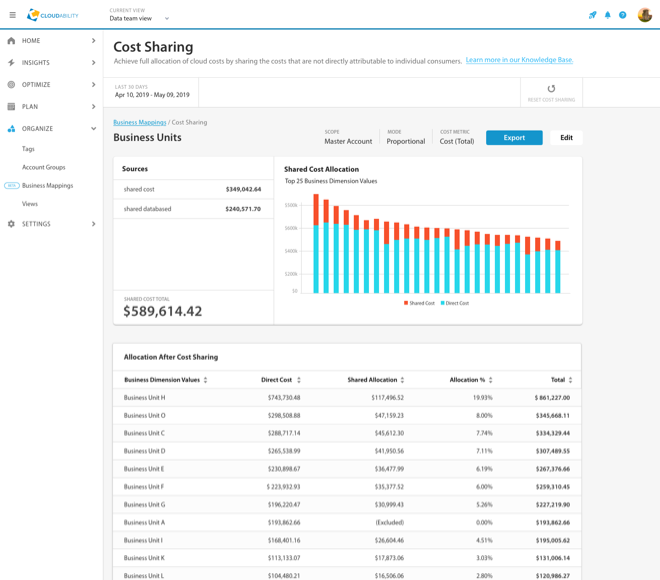 CLOUDABILITY
CURRENT VIEW
Data team view
HOME
INSIGHTS
OPTIMIZE
PLAN
ORGANIZE
Tags
Account Groups
BETA Business Mappings
Views
SETTINGS
Cost Sharing
Achieve full allocation of cloud costs by sharing the costs that are not directly attributable to individual consumers. Learn more in our Knowledge Base.
LAST 30 DAYS
Apr 10, 2019 - May 09, 2019
RESET COST SHARING
Business Mappings / Cost Sharing
Business Units
SCOPE
Master Account
MODE
Proportional
COST METRIC
Cost (Total)
Export
Edit
Sources
shared cost $349,042.64
shared databased $240,571.70
SHARED COST TOTAL
$589,614.42
Shared Cost Allocation
Top 25 Business Dimension Values
$600k
$400k
$200k
$0
Shared Cost Direct Cost
Allocation After Cost Sharing
Business Dimension Values Direct Cost Shared Allocation Allocation % Total
Business Unit H $743,730.48 $117,496.52 19.93% $ 861,227.00
Business Unit O $298,508.88 $47,159.23 8.00% $345,668.11
Business Unit C $288,717.14 $45,612.30 7.74% $334,329.44
Business Unit D $265,538.99 $41,950.56 7.11% $307,489.55
Business Unit E $230,898.67 $36,477.99 6.19% $267,376.66
Business Unit F $ 223,932.93 $35,377.52 6.00% $259,310.45
Business Unit G $196,220.47 $30,999.43 5.26% $227,219.90
Business Unit A $193,862.66 (Excluded) 0.00% $193,862.66
Business Unit I $168,401.16 $26,604.46 4.51% $195,005.62
Business Unit K $113,133.07 $17,873.06 3.03% $131,006.14
Business Unit L $104,480.21 $16,506.06 2.80% $120,986.27